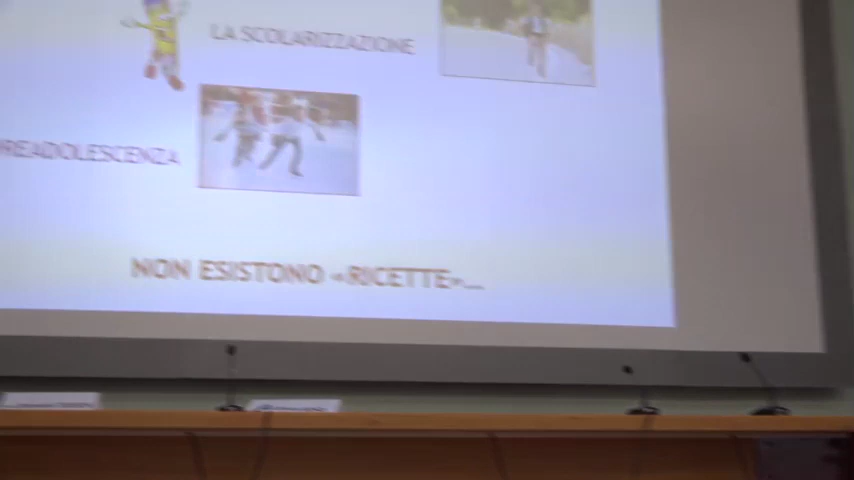 LA SCOLARIZZAZIONE
READOLESCENZA
NON ESISTONO «RICETTE»...